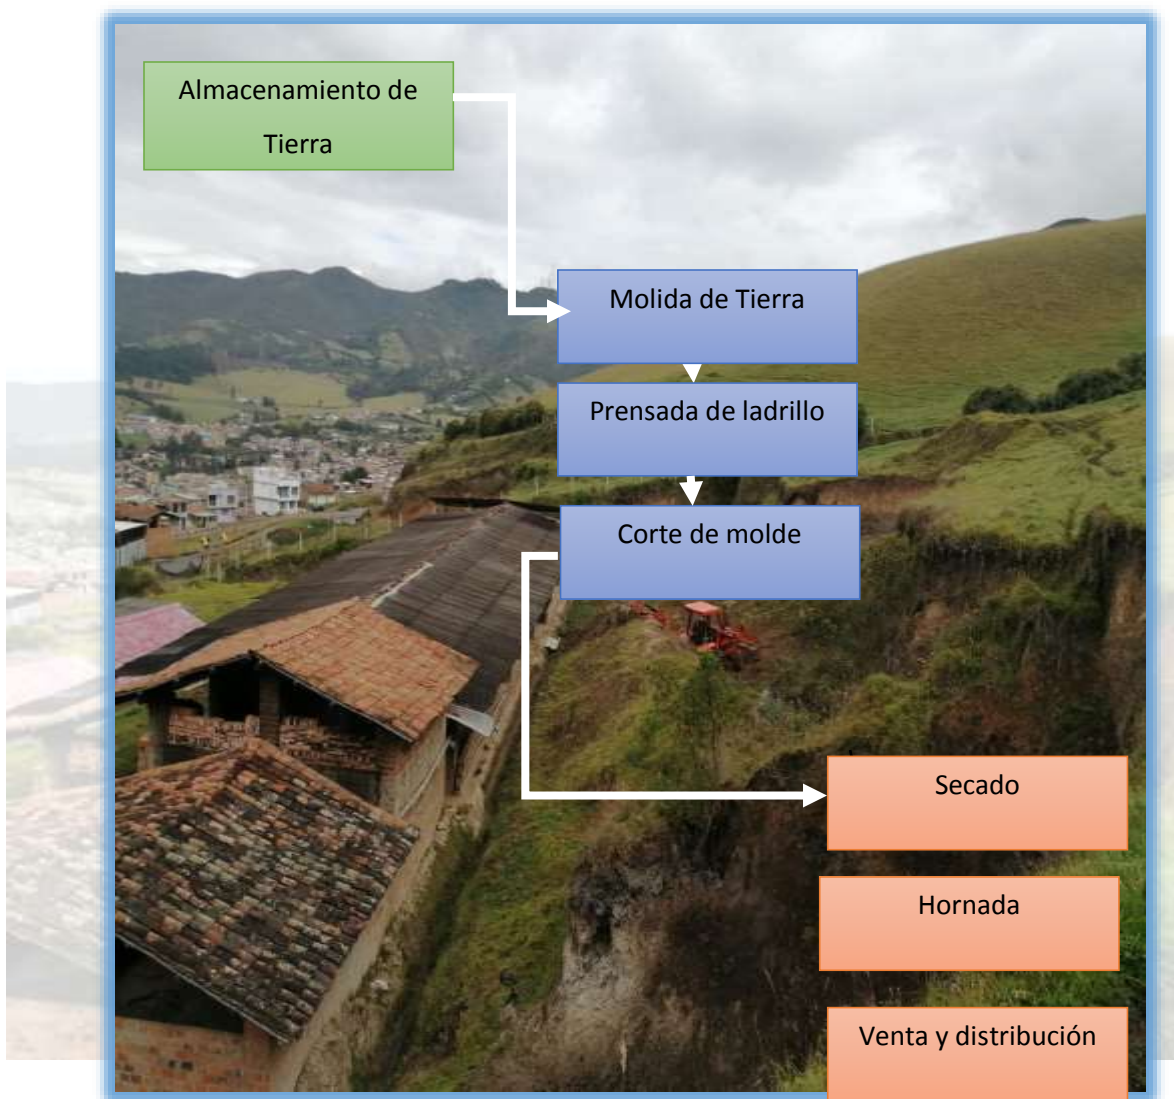 Almacenamiento de
Tierra
Molida de Tierra
Prensada de ladrillo
Corte de molde
Secado
Hornada
Venta y distribución